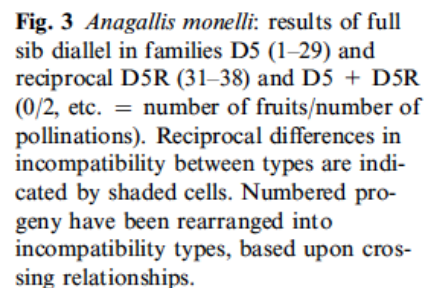 Fig. 3 Anagallis monelli: results of full
sib diallel in families D5 (1–29) and
reciprocal D5R (31–38) and D5 + D5R
(0/2, etc. = number of fruits/number of
pollinations). Reciprocal differences in
incompatibility between types are indi-
cated by shaded cells. Numbered pro-
geny have been rearranged into
incompatibility types, based upon cros-
sing relationships.